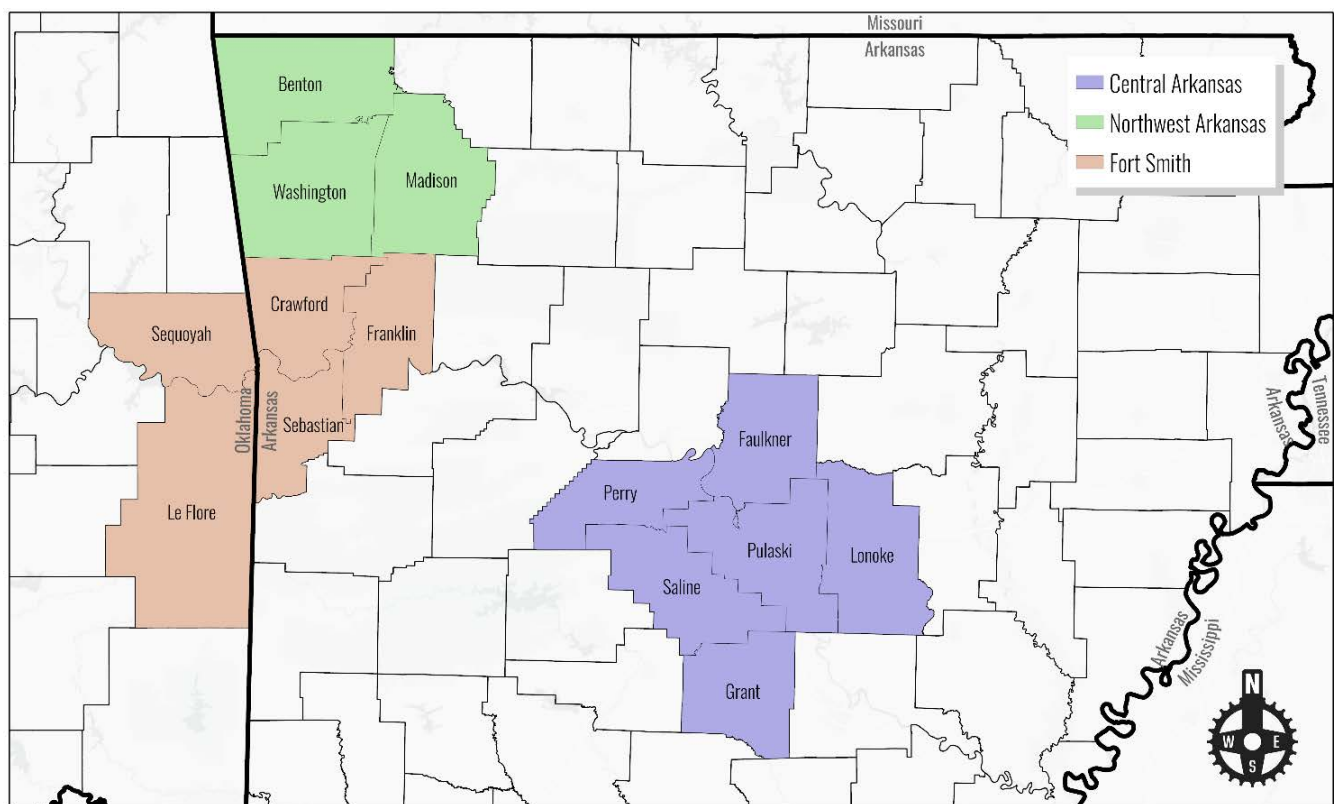 Missouri
Arkansas
Central Arkansas
Northwest Arkansas
Fort Smith
Benton
Washington
Madison
Crawford
Franklin
Sequoyah
Sebastian
Oklahoma
Arkansas
Le Flore
Faulkner
Perry
Pulaski
Lonoke
Saline
Grant
Arkansas
Tennessee
Arkansas
Mississippi
N
W
E
S